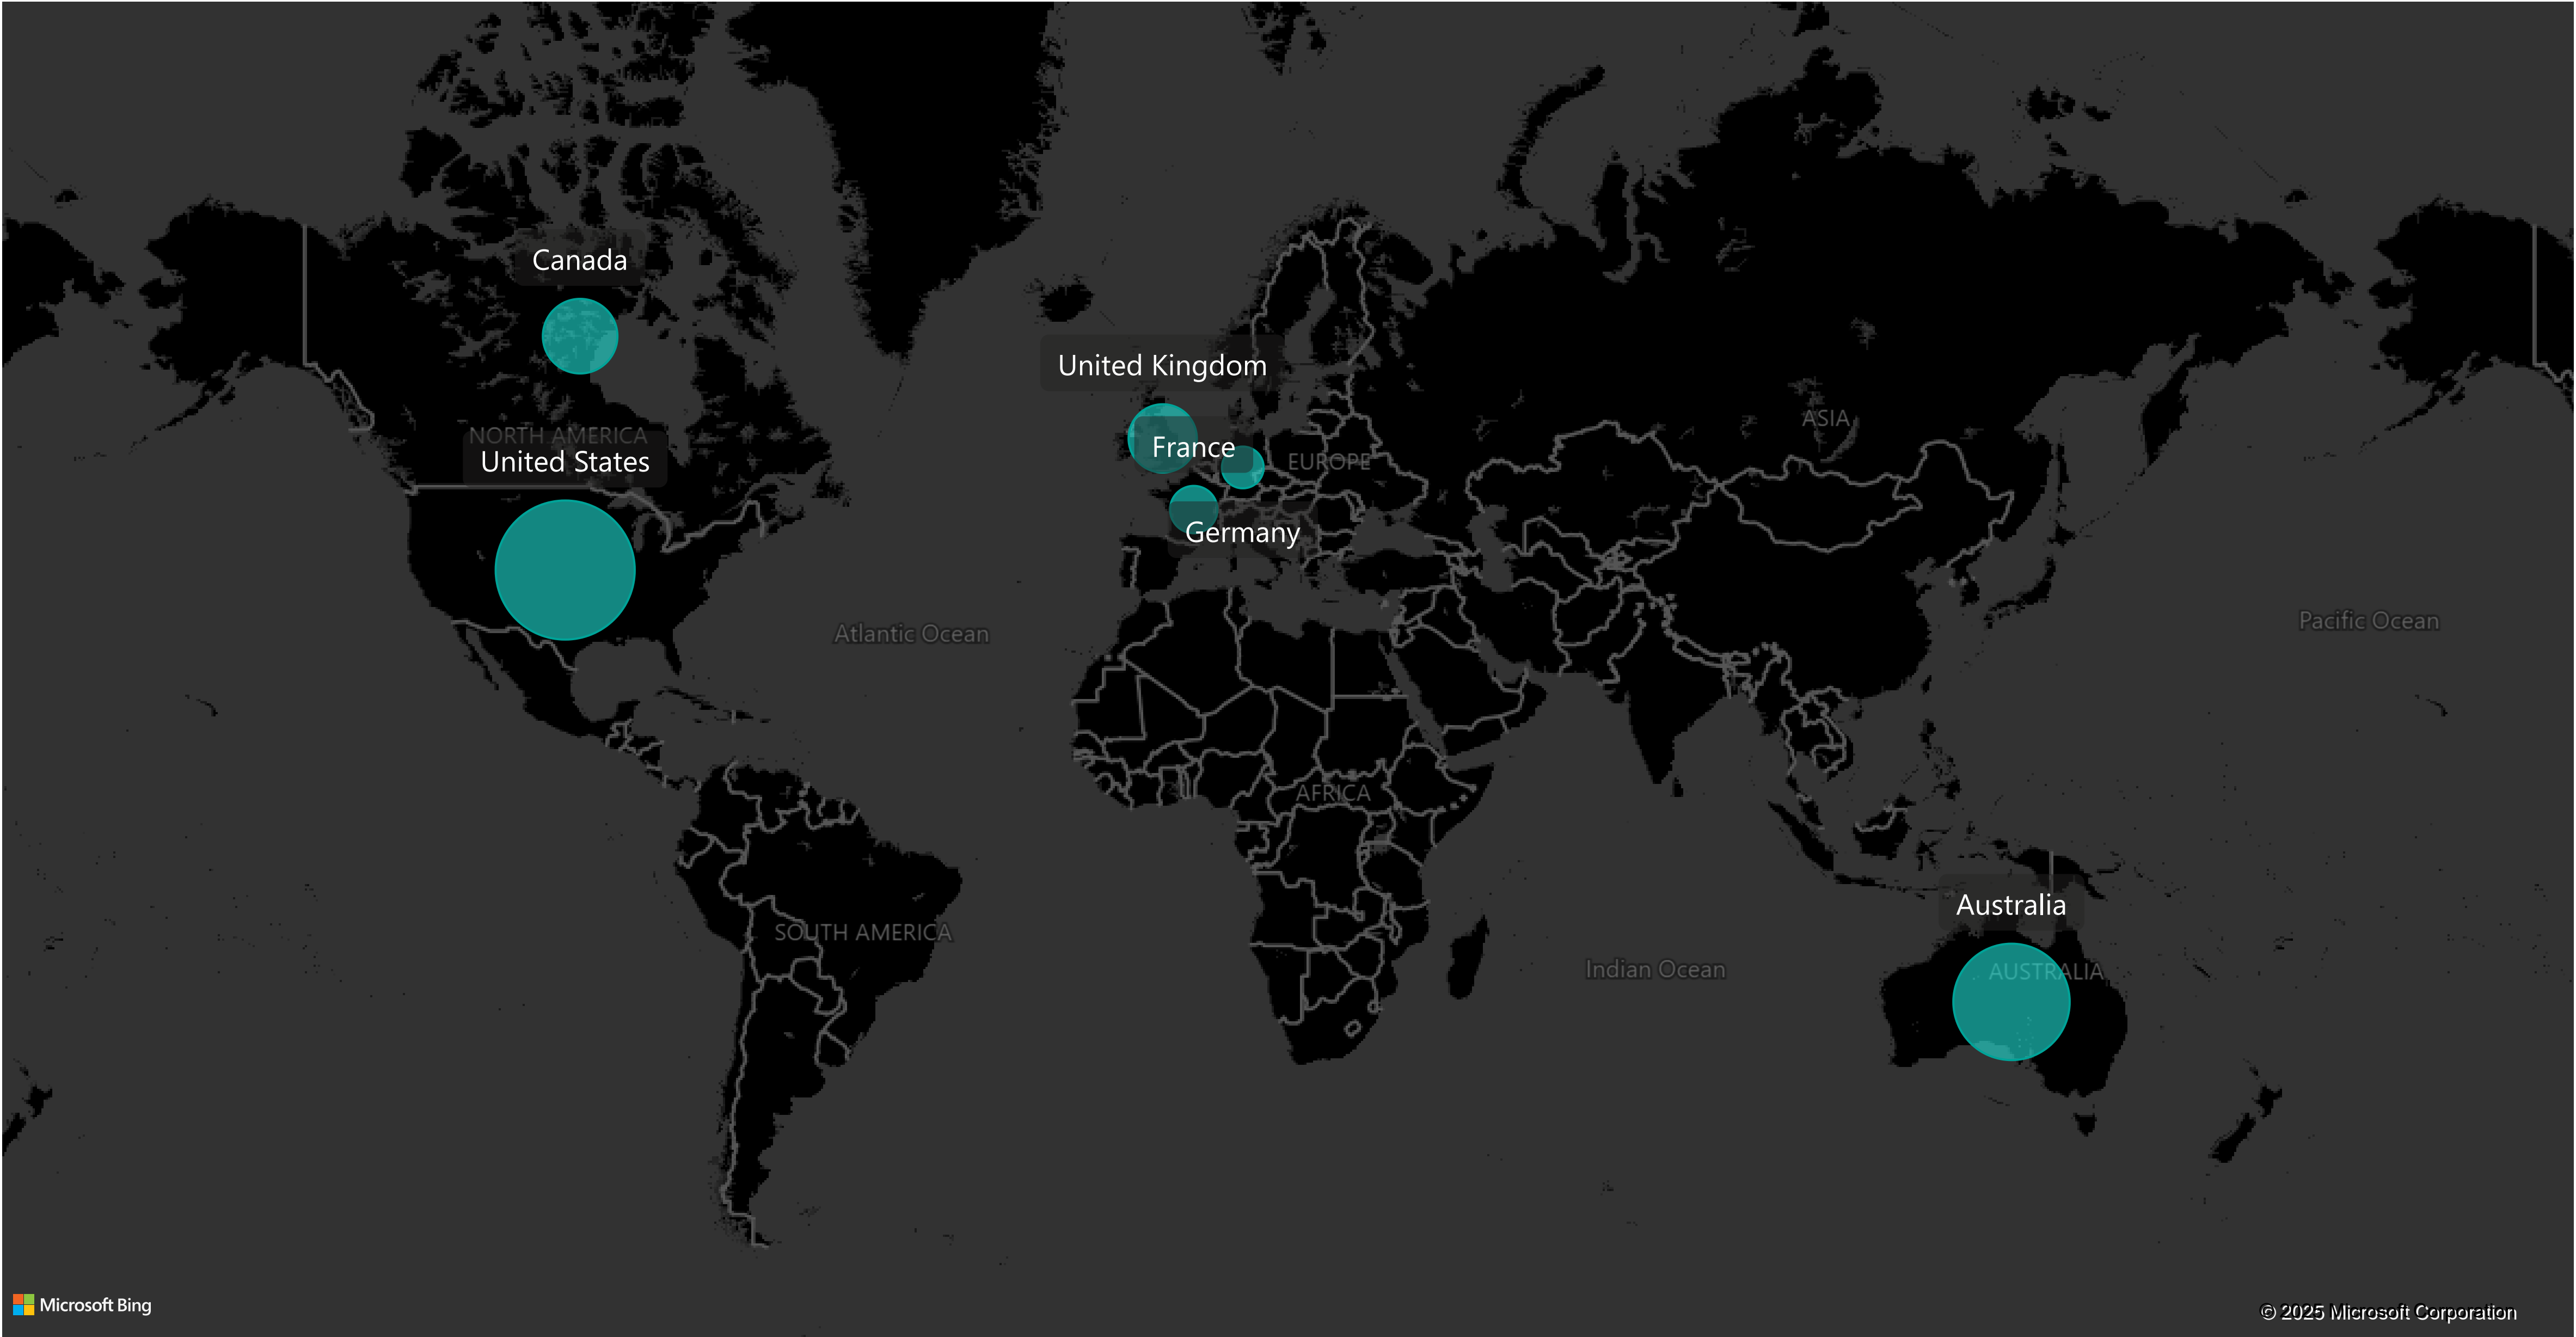 Canada
United Kingdom
ASIA
NORTH AMERICA
France
United States
EUROPE
Germany
Atlantic Ocean
Pacific Ocean
AFRICA
Australia
SOUTH AMERICA
Indian Ocean
AUSTRALIA
Microsoft Bing
© 2025 Microsoft Corporation